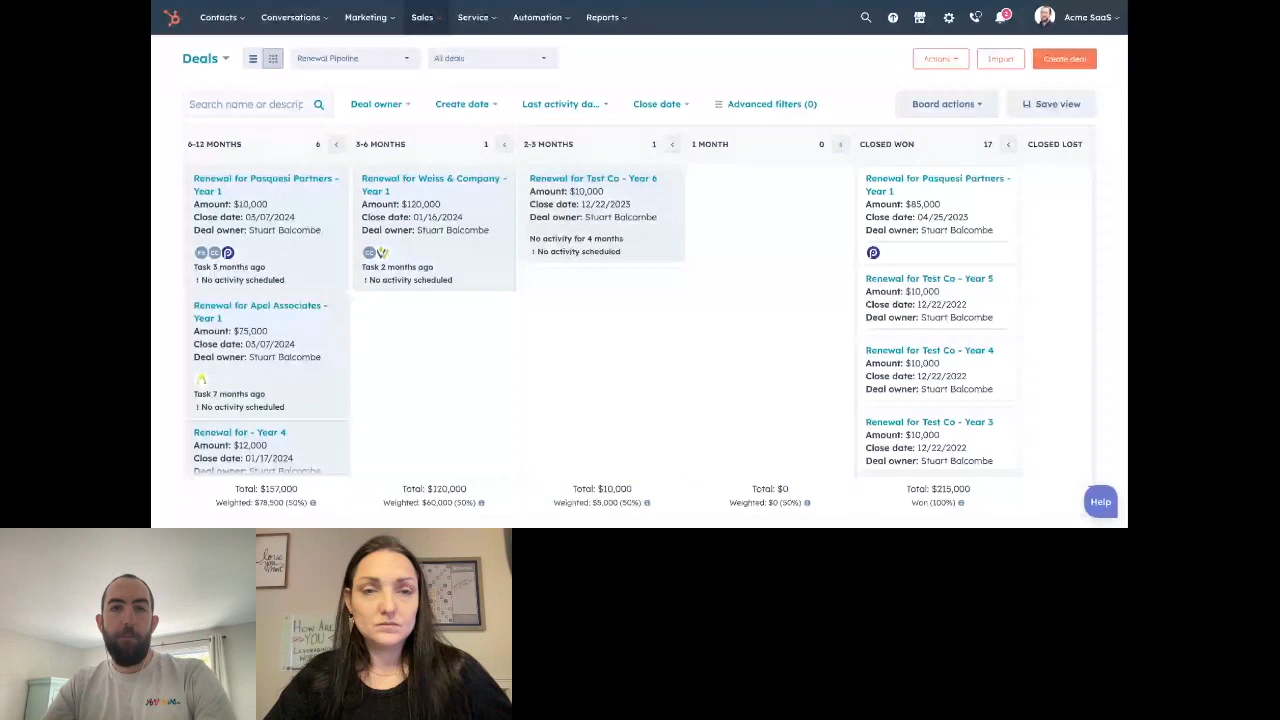 Contacts Conversations Marketing Sales Service Automation Reports 2 Acme SaaS
Deals Renewal Pipeline All deals Actions Import Create deal
Search name or descrip Deal owner Create date Last activity da... Close date Advanced filters (0) Board actions Save view
6-12 MONTHS 6 3-6 MONTHS 1 2-3 MONTHS 1 1 MONTH 0 CLOSED WON 17 CLOSED LOST
Renewal for Pasquesi Partners -
Year 1
Amount: $10,000
Close date: 03/07/2024
Deal owner: Stuart Balcombe
CC
Task 3 months ago
! No activity scheduled
Renewal for Apel Associates -
Year 1
Amount: $75,000
Close date: 03/07/2024
Deal owner: Stuart Balcombe
Task 7 months ago
! No activity scheduled
Renewal for - Year 4
Amount: $12,000
Close date: 01/17/2024
Deal owner: Stuart Balcombe
Total: $157,000
Weighted: $78,500 (50%)
Renewal for Weiss & Company -
Year 1
Amount: $120,000
Close date: 01/16/2024
Deal owner: Stuart Balcombe
CC
Task 2 months ago
! No activity scheduled
Total: $120,000
Weighted: $60,000 (50%)
Renewal for Test Co - Year 6
Amount: $10,000
Close date: 12/22/2023
Deal owner: Stuart Balcombe
No activity for 4 months
! No activity scheduled
Total: $10,000
Weighted: $5,000 (50%)
Total: $0
Weighted: $0 (50%)
Renewal for Pasquesi Partners -
Year 1
Amount: $85,000
Close date: 04/25/2023
Deal owner: Stuart Balcombe
Renewal for Test Co - Year 5
Amount: $10,000
Close date: 12/22/2022
Deal owner: Stuart Balcombe
Renewal for Test Co - Year 4
Amount: $10,000
Close date: 12/22/2022
Deal owner: Stuart Balcombe
Renewal for Test Co - Year 3
Amount: $10,000
Close date: 12/22/2022
Deal owner: Stuart Balcombe
Total: $215,000
Won (100%)
Help
love
you
most
HOW ARE
YOU